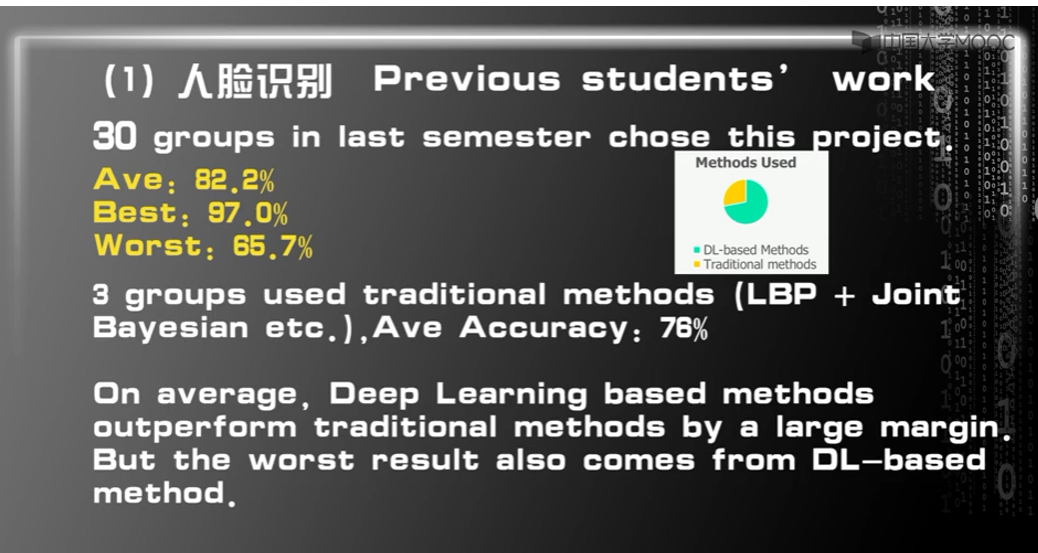 中国大学MOOC
(1) 人脸识别 Previous students' work
30 groups in last semester chose this project.
Ave: 82.2%
Best: 97.0%
Worst: 65.7%
Methods Used
DL-based Methods
Traditional methods
3 groups used traditional methods (LBP + Joint
Bayesian etc.),Ave Accuracy: 76%
On average, Deep Learning based methods
outperform traditional methods by a large margin.
But the worst result also comes from DL-based
method.